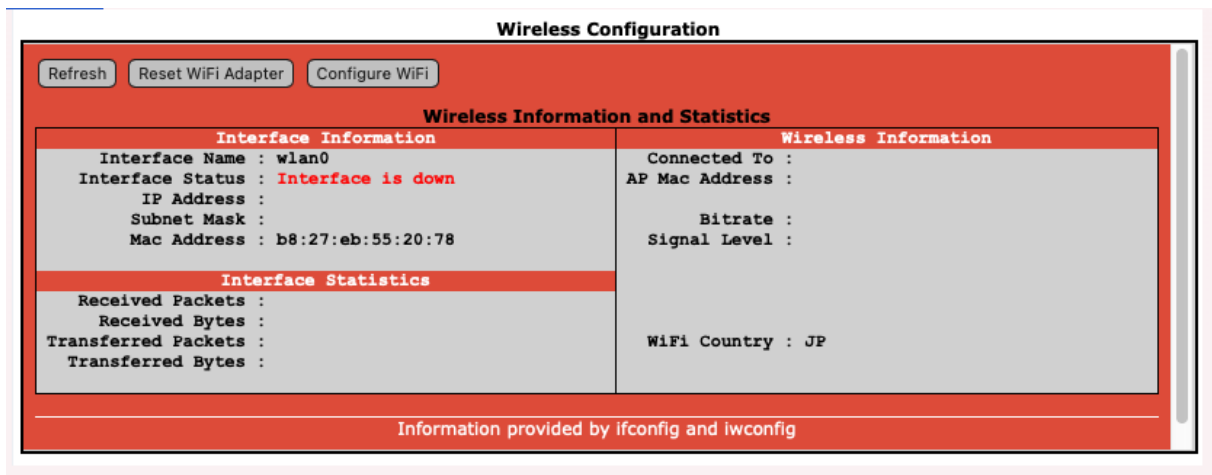 Wireless Configuration
Refresh Reset WiFi Adapter Configure WiFi
Wireless Information and Statistics
Interface Information
Interface Name : wlan0
Interface Status : Interface is down
IP Address :
Subnet Mask :
Mac Address : b8:27:eb:55:20:78
Interface Statistics
Received Packets :
Received Bytes :
Transferred Packets :
Transferred Bytes :
Wireless Information
Connected To :
AP Mac Address :
Bitrate :
Signal Level :
WiFi Country : JP
Information provided by ifconfig and iwconfig